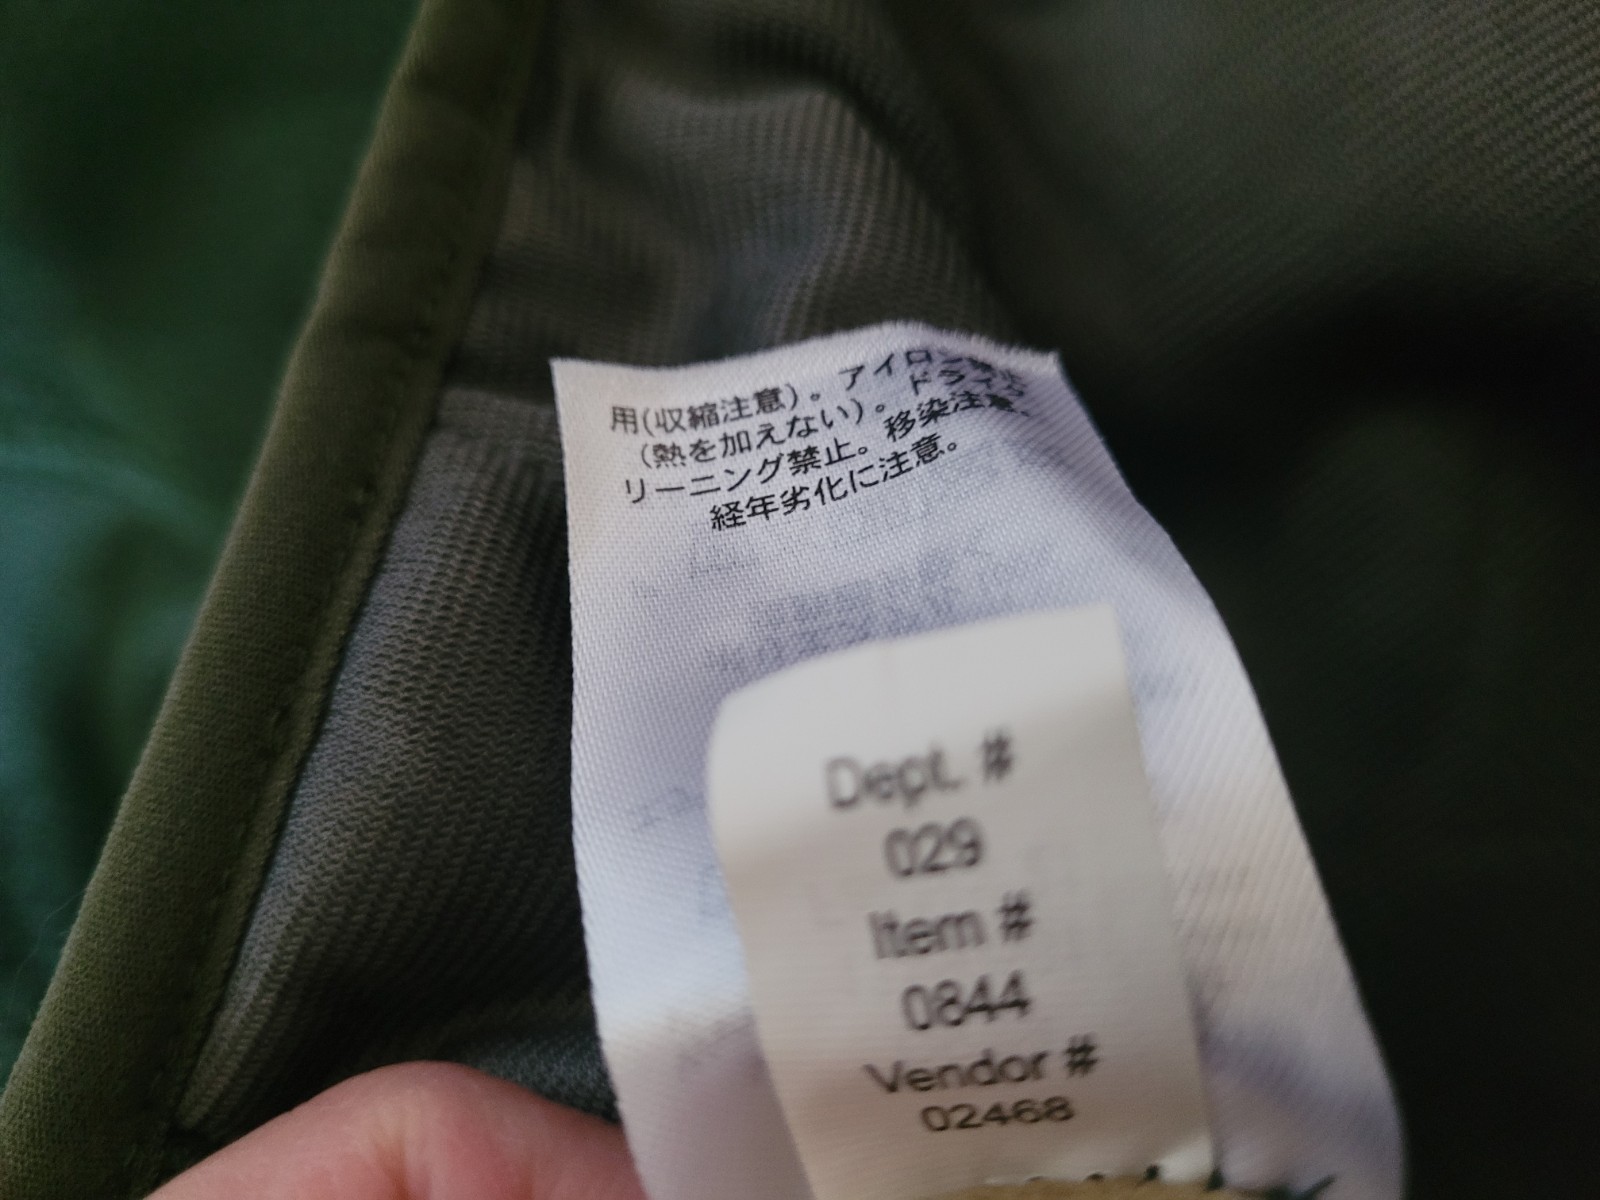 用(収縮注意)。アイロン禁止
(熱を加えない)。ドライク
リーニング禁止。移染注意。
経年劣化に注意。
Dept. #
029
Item #
0844
Vendor #
02468